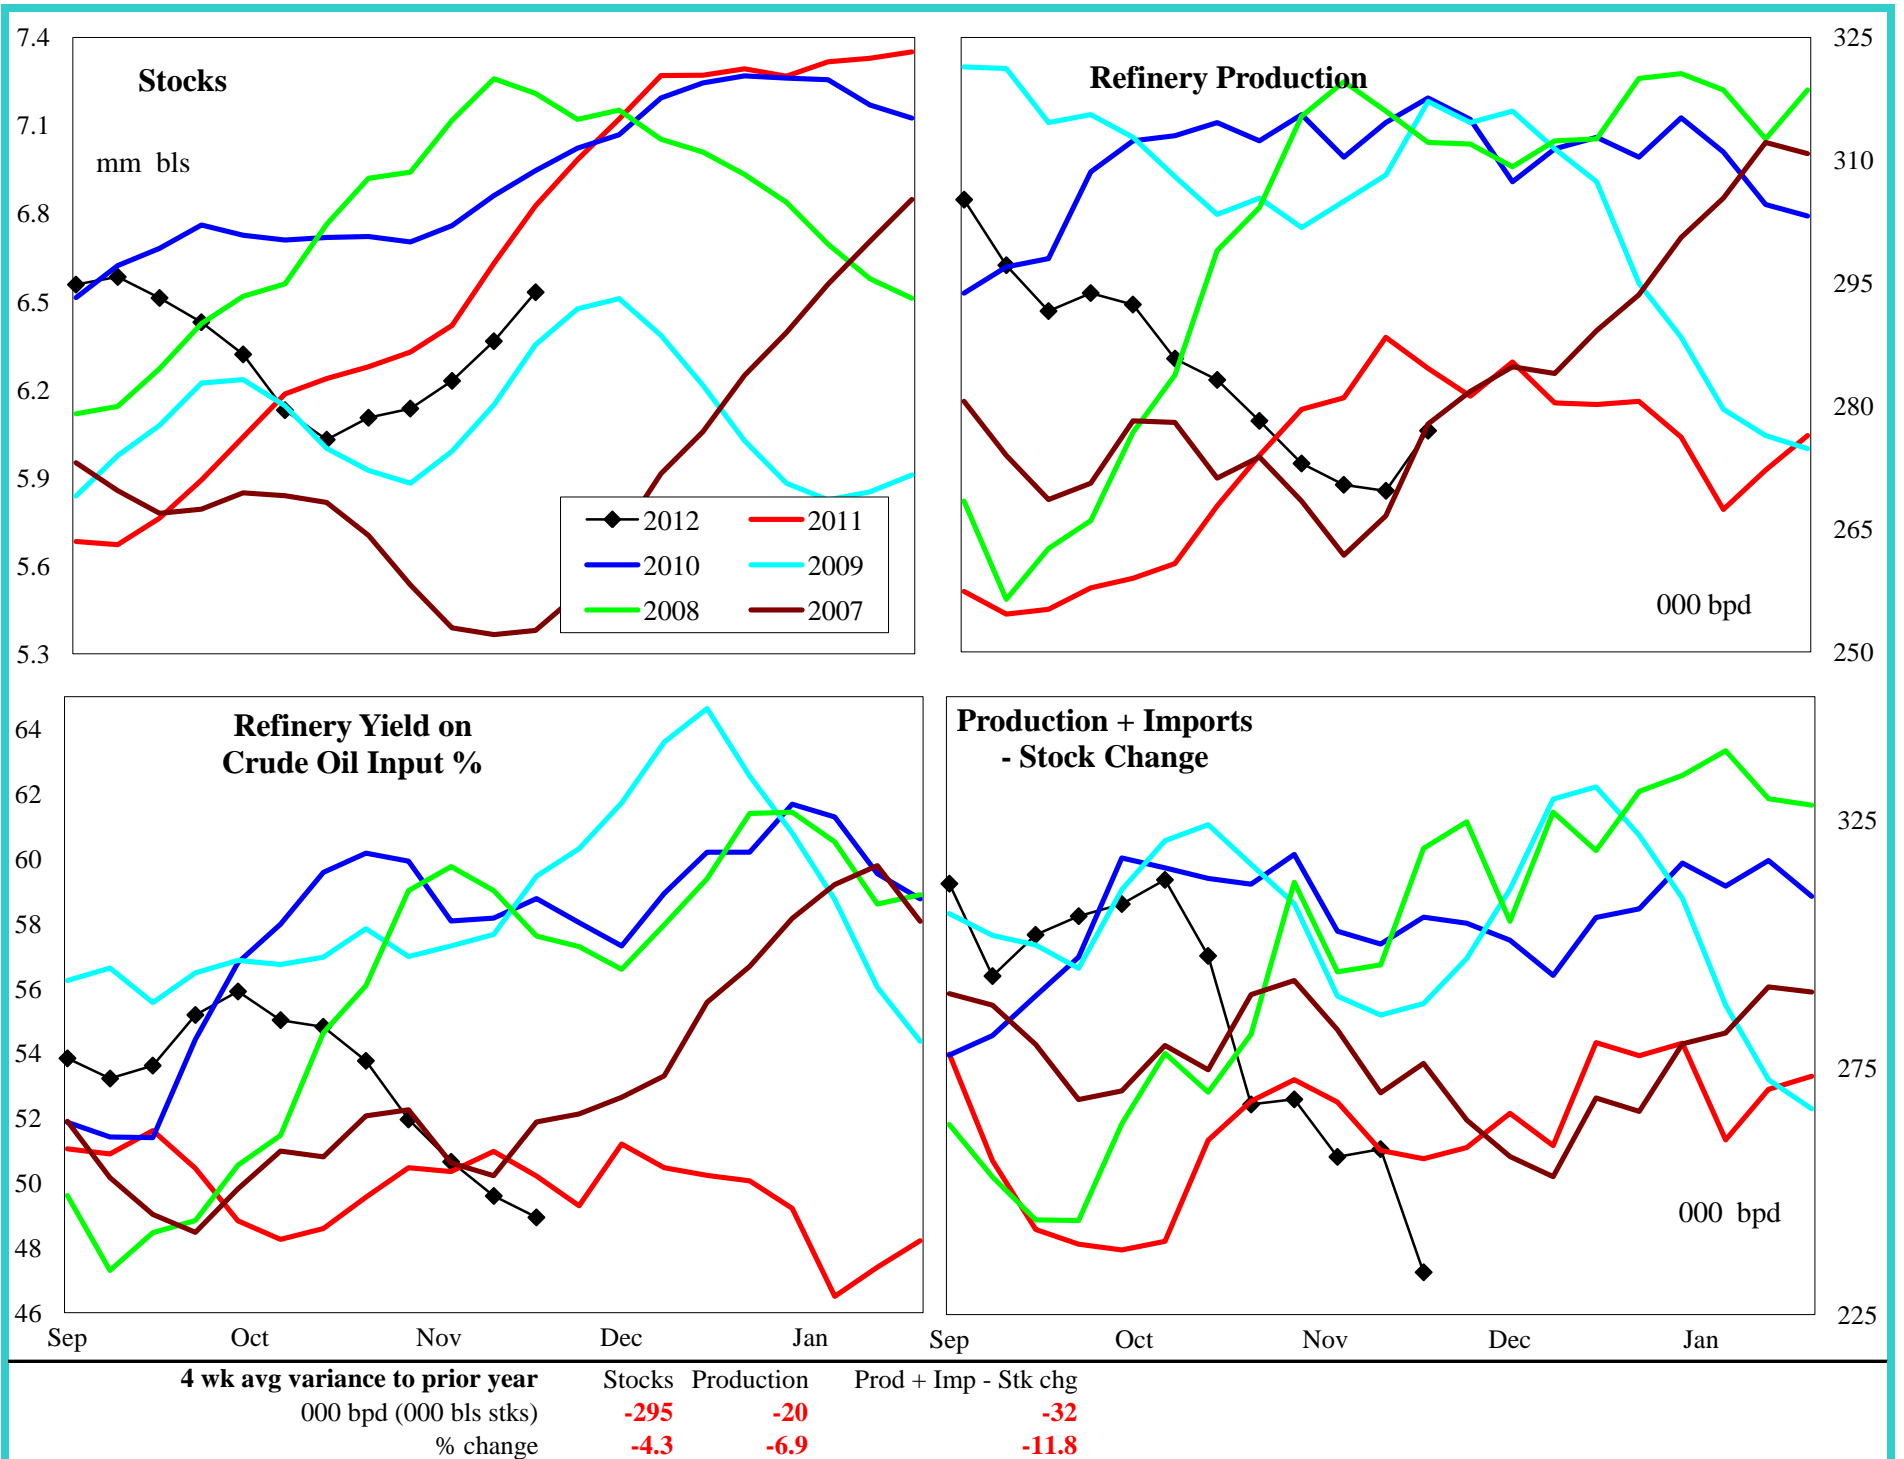 7.4
7.1
6.8
6.5
6.2
5.9
5.6
5.3
Stocks
mm bls
2012 2011
2010 2009
2008 2007
Refinery Production
000 bpd
325
310
295
280
265
250
64
62
60
58
56
54
52
50
48
46
Refinery Yield on
Crude Oil Input %
Sep Oct Nov Dec Jan
Production + Imports
- Stock Change
000 bpd
325
275
225
Sep Oct Nov Dec Jan
4 wk avg variance to prior year Stocks Production Prod + Imp - Stk chg
000 bpd (000 bls stks) -295 -20 -32
% change -4.3 -6.9 -11.8